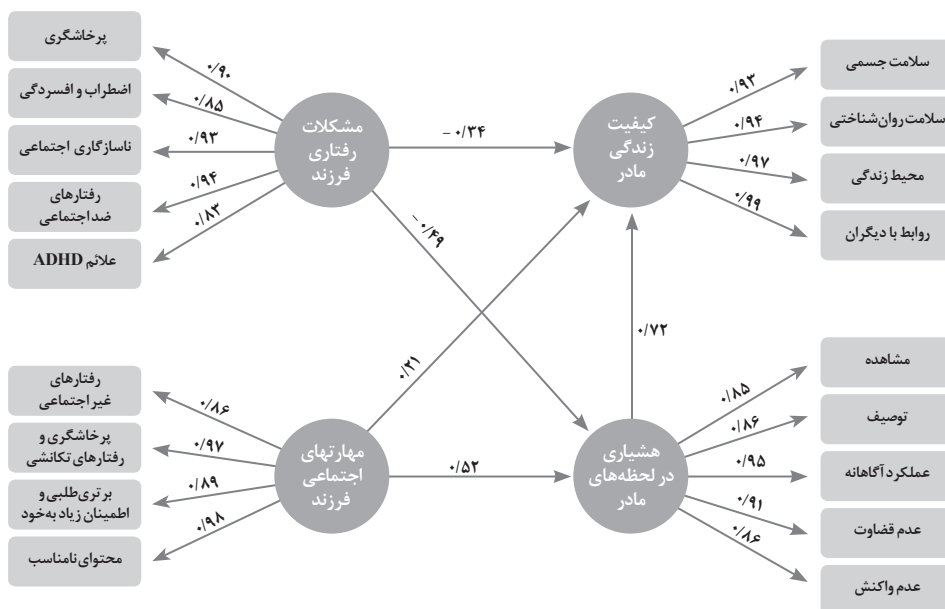 پرخاشگری
اضطراب و افسردگی
ناسازگاری اجتماعی
رفتارهای
ضد اجتماعی
علائم ADHD
۰/۹۰
۰/۸۵
۰/۹۳
۰/۹۴
۰/۸۳
مشکلات
رفتاری
فرزند
- ۰/۳۴
- ۰/۴۹
کیفیت
زندگی
مادر
۰/۹۳
۰/۹۴
۰/۹۷
۰/۹۹
سلامت جسمی
سلامت روان‌شناختی
محیط زندگی
روابط با دیگران
۰/۷۲
۰/۲۱
رفتارهای
غیر اجتماعی
پرخاشگری و
رفتارهای تکانشی
برتری‌طلبی و
اطمینان زیاد به‌خود
محتوای نامناسب
۰/۸۶
۰/۹۷
۰/۸۹
۰/۹۸
مهارتهای
اجتماعی
فرزند
۰/۵۲
هشیاری
در لحظه‌های
مادر
۰/۸۵
۰/۸۶
۰/۹۵
۰/۹۱
۰/۸۶
مشاهده
توصیف
عملکرد آگاهانه
عدم قضاوت
عدم واکنش